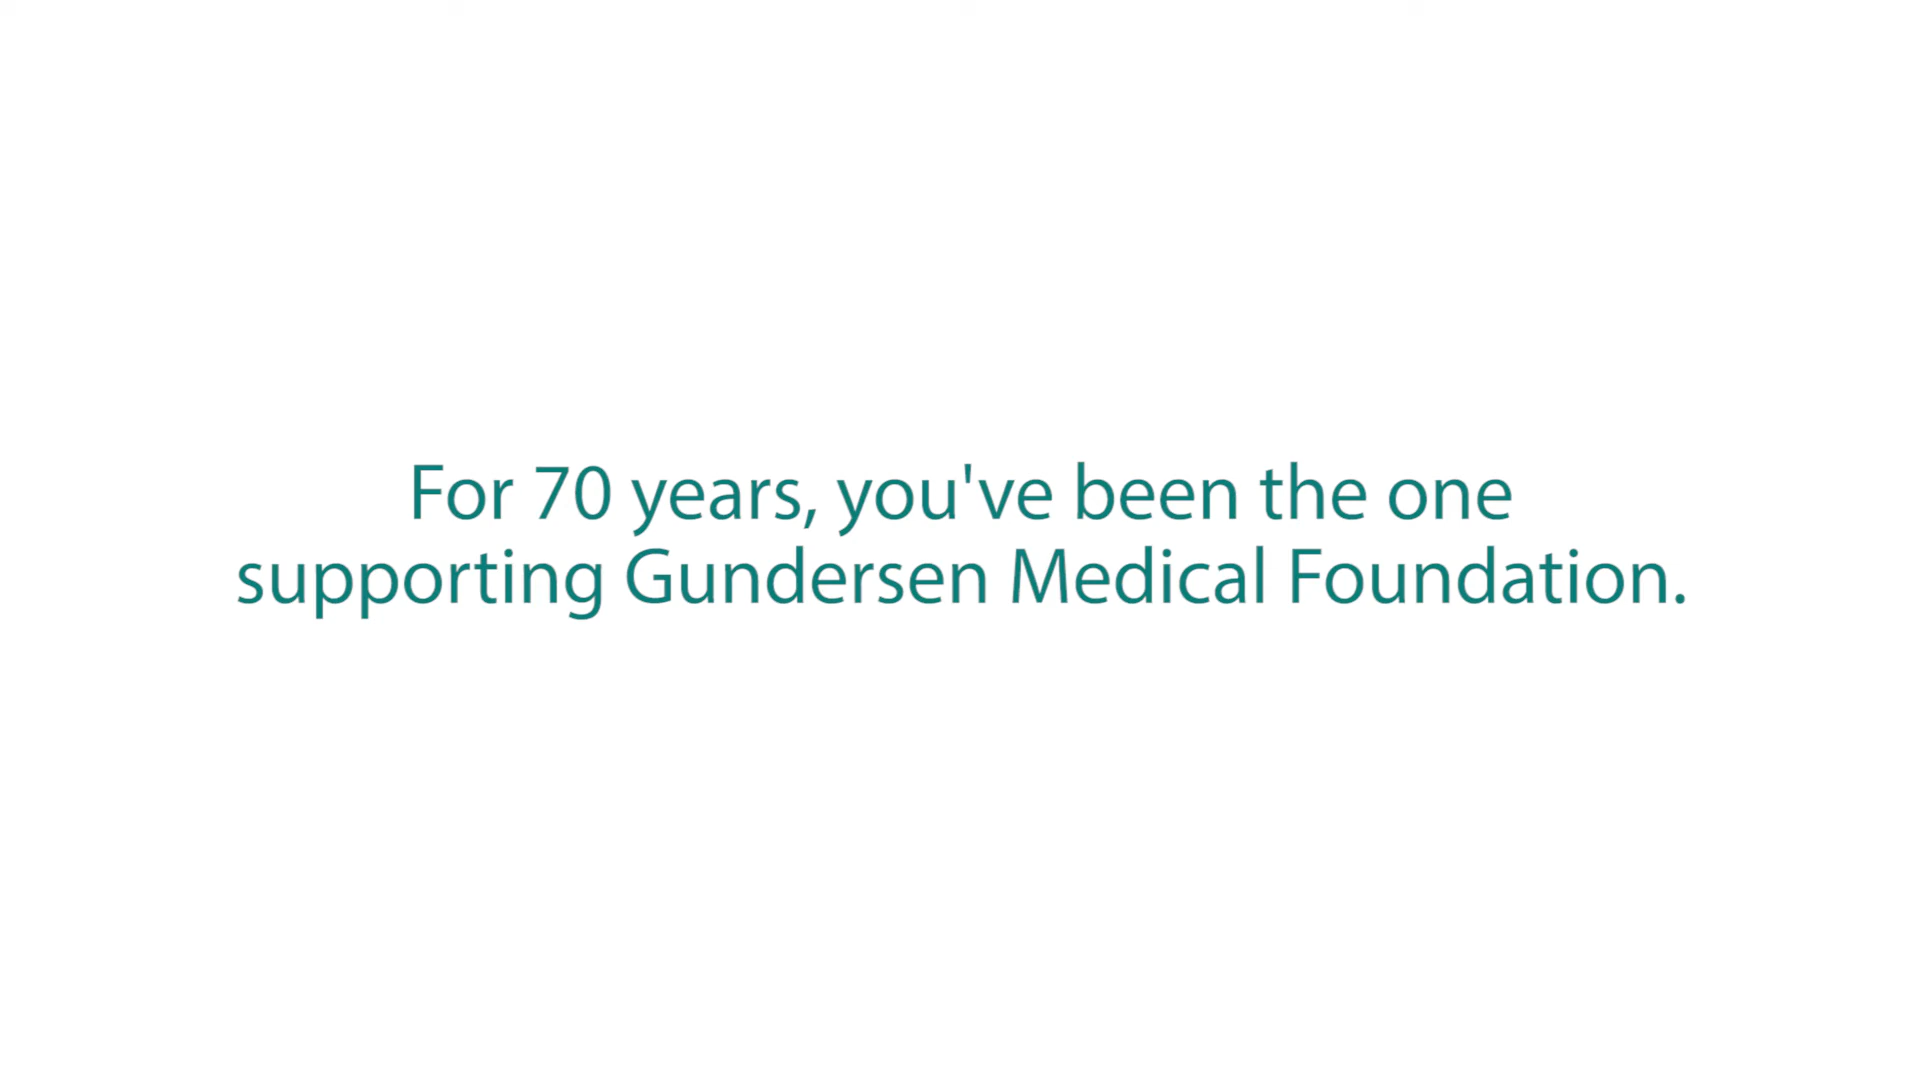 For 70 years, you've been the one
supporting Gundersen Medical Foundation.